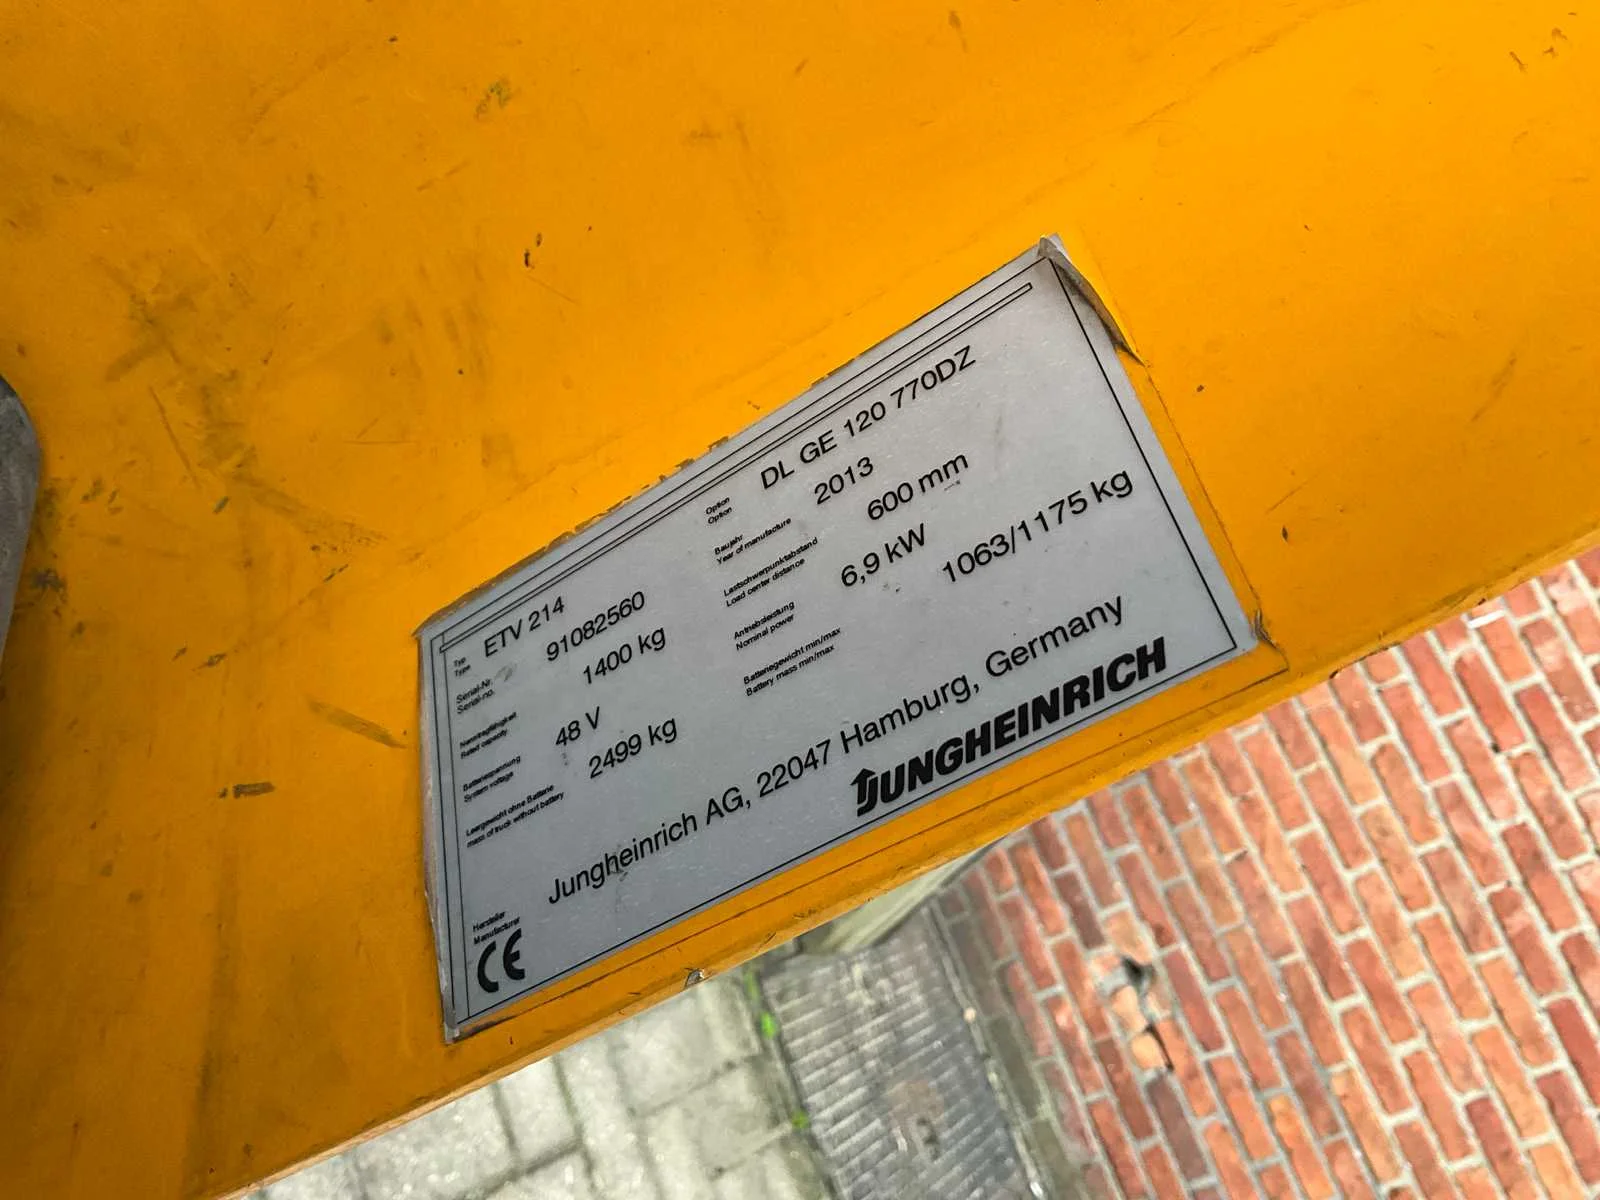 Typ ETV 214 Option DL GE 120 770DZ
Type Option
Serial-Nr. 91082560 Baujahr 2013
Serial-no. Year of manufacture
Nenntragfähigkeit 1400 kg Lastschwerpunktabstand 600 mm
Rated capacity Load center distance
Batteriespannung 48 V Antriebsleistung 6,9 kW
System voltage Nominal power
Leergewicht ohne Batterie 2499 kg Batteriegewicht min/max 1063/1175 kg
mass of truck without battery Battery mass min/max
Hersteller Jungheinrich AG, 22047 Hamburg, Germany
Manufacturer
CE JUNGHEINRICH